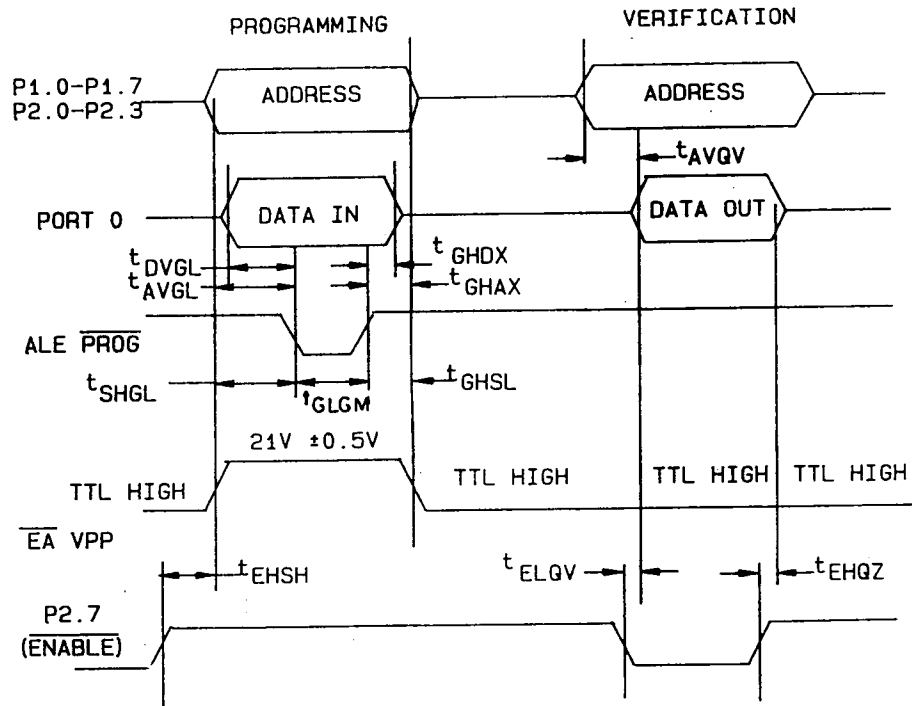 PROGRAMMING
VERIFICATION
P1.0-P1.7
P2.0-P2.3
ADDRESS
ADDRESS
tAVQV
PORT 0
DATA IN
DATA OUT
tDVGL
tGHDX
tAVGL
tGHAX
ALE PROG
tSHGL
tGLGM
tGHSL
21V ±0.5V
TTL HIGH
TTL HIGH
TTL HIGH
TTL HIGH
EA VPP
tEHSH
tELQV
tEHQZ
P2.7
(ENABLE)